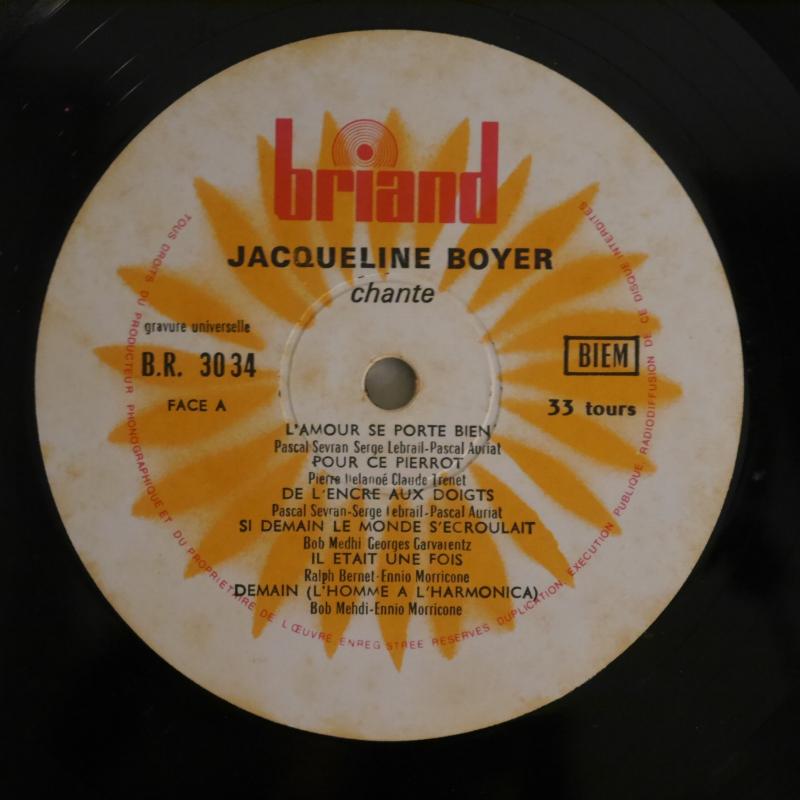 briand
JACQUELINE BOYER
chante
gravure universelle
B.R. 3034
FACE A
BIEM
33 tours
L'AMOUR SE PORTE BIEN
Pascal Sevran Serge Lebrail-Pascal Auriat
POUR CE PIERROT
Pierre Delanoé Claude Trenet
DE L'ENCRE AUX DOIGTS
Pascal Sevran-Serge Lebrail-Pascal Auriat
SI DEMAIN LE MONDE S'ECROULAIT
Bob Medhi Georges Garvarentz
IL ETAIT UNE FOIS
Ralph Bernet-Ennio Morricone
DEMAIN (L'HOMME A L'HARMONICA)
Bob Mehdi-Ennio Morricone
TOUS DROITS DU PRODUCTEUR PHONOGRAPHIQUE ET DU PROPRIETAIRE DE L'ŒUVRE ENREGISTREE RESERVES DUPLICATION EXECUTION PUBLIQUE RADIODIFFUSION DE CE DISQUE INTERDITES